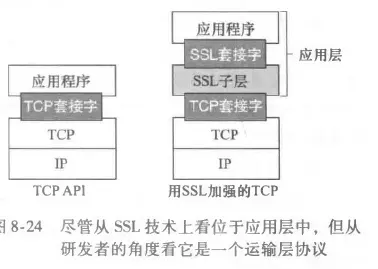 应用程序
TCP套接字
TCP
IP
TCP API
应用程序
SSL套接字
SSL子层
TCP套接字
TCP
IP
用SSL加强的TCP
应用层
图8-24 尽管从SSL技术上看位于应用层中，但从
研发者的角度看它是一个运输层协议